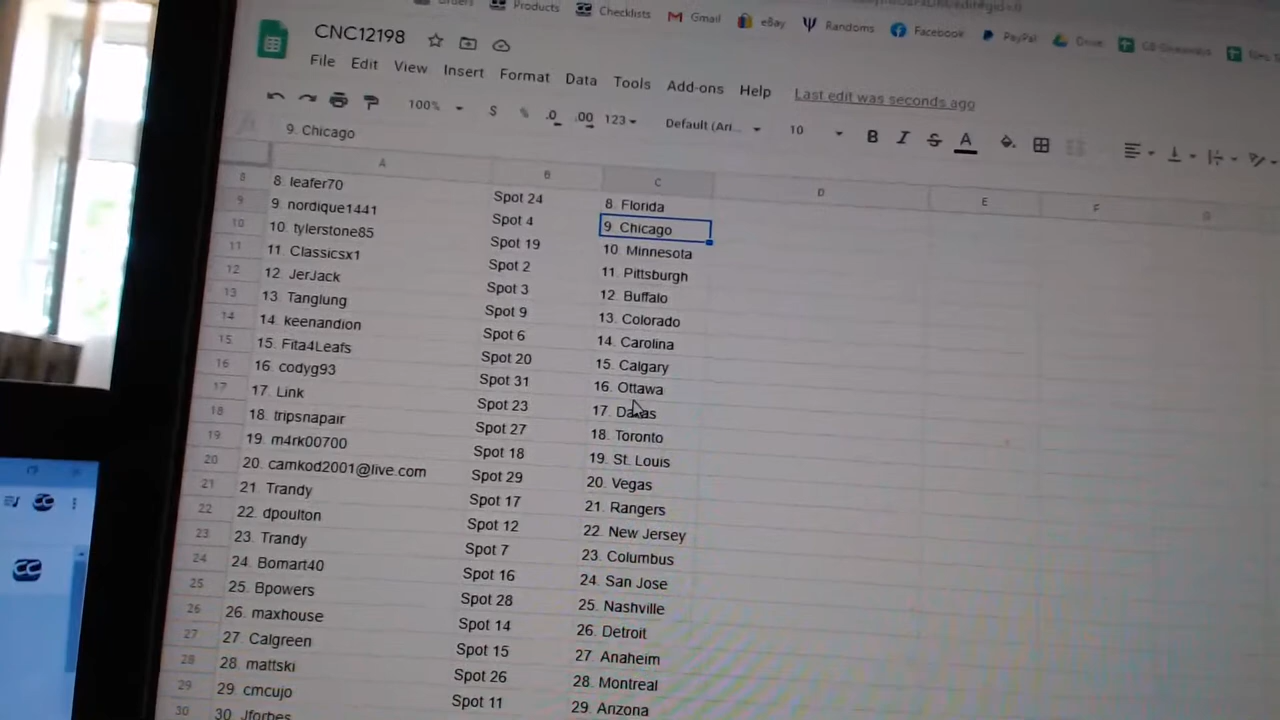 Orders Products Checklists Gmail eBay Randoms Facebook PayPal Drive
CNC12198
File Edit View Insert Format Data Tools Add-ons Help Last edit was seconds ago
100% $ % .0 .00 123 Default (Ari... 10 B I S A
9. Chicago
A B C D E F G
8 8. leafer70 Spot 24 8. Florida
9 9. nordique1441 Spot 4 9. Chicago
10 10. tylerstone85 Spot 19 10. Minnesota
11 11. Classicsx1 Spot 2 11. Pittsburgh
12 12. JerJack Spot 3 12. Buffalo
13 13. Tanglung Spot 9 13. Colorado
14 14. keenandion Spot 6 14. Carolina
15 15. Fita4Leafs Spot 20 15. Calgary
16 16. codyg93 Spot 31 16. Ottawa
17 17. Link Spot 23 17. Dallas
18 18. tripsnapair Spot 27 18. Toronto
19 19. m4rk00700 Spot 18 19. St. Louis
20 20. camkod2001@live.com Spot 29 20. Vegas
21 21. Trandy Spot 17 21. Rangers
22 22. dpoulton Spot 12 22. New Jersey
23 23. Trandy Spot 7 23. Columbus
24 24. Bomart40 Spot 16 24. San Jose
25 25. Bpowers Spot 28 25. Nashville
26 26. maxhouse Spot 14 26. Detroit
27 27. Calgreen Spot 15 27. Anaheim
28 28. mattski Spot 26 28. Montreal
29 29. cmcujo Spot 11 29. Arizona
30 30. Jforbes